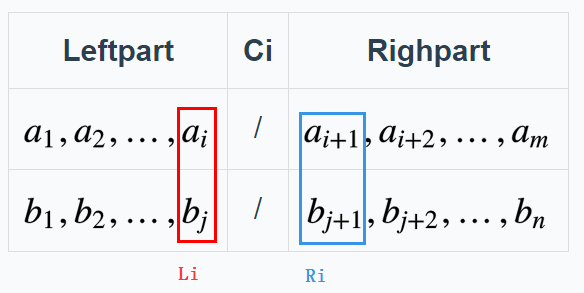 Leftpart Ci Righpart
a₁, a₂, …, aᵢ / aᵢ₊₁, aᵢ₊₂, …, aₘ
b₁, b₂, …, bⱼ / bⱼ₊₁, bⱼ₊₂, …, bₙ
Li Ri